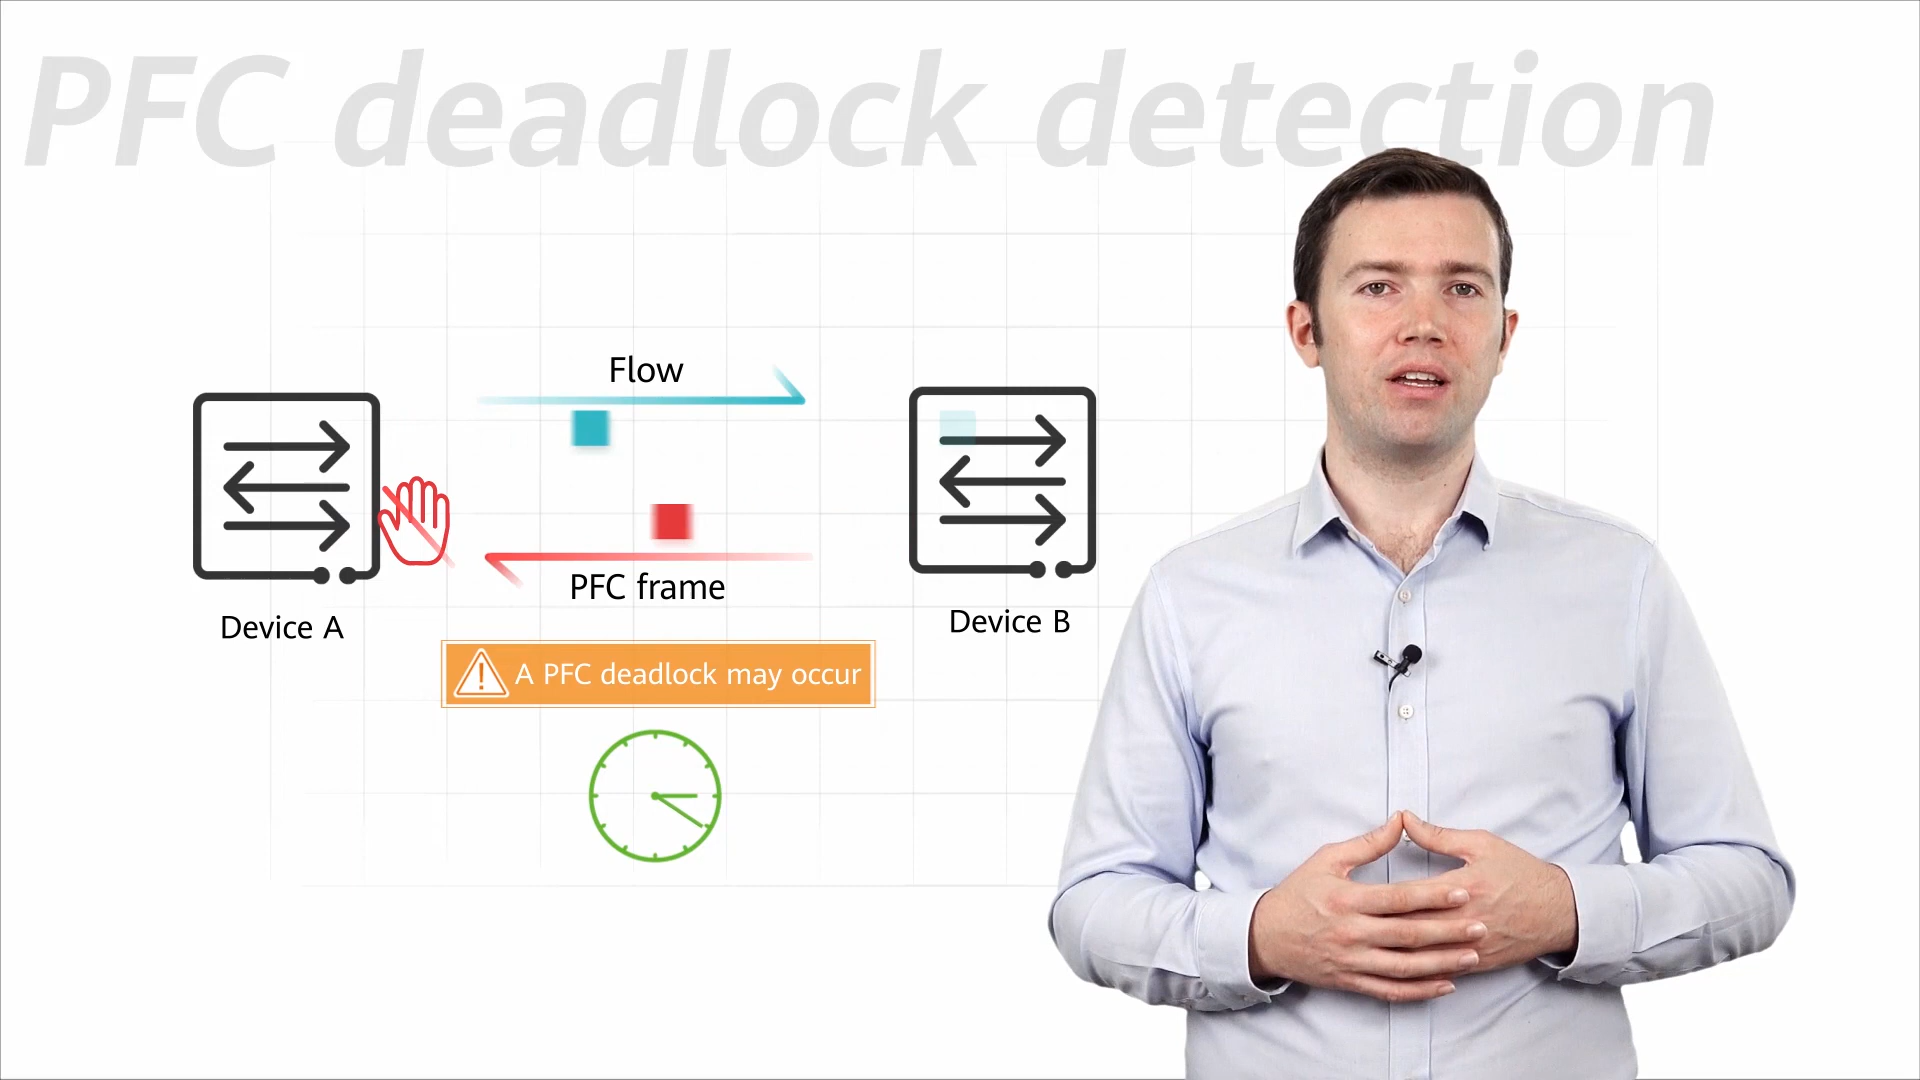 PFC deadlock detection
Flow
PFC frame
Device A
Device B
A PFC deadlock may occur